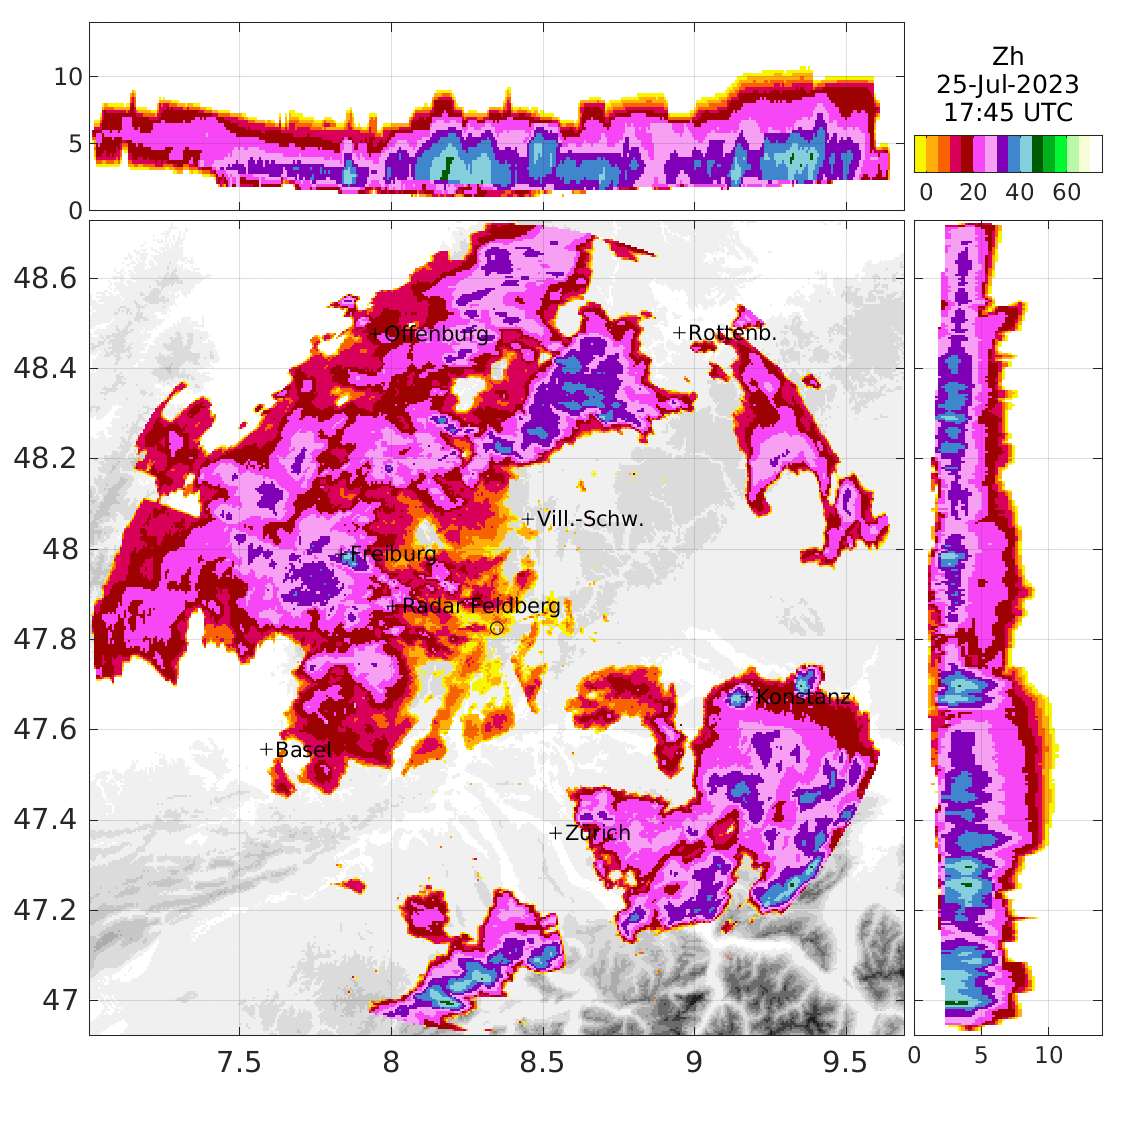 10
5
0
Zh
25-Jul-2023
17:45 UTC
0 20 40 60
48.6
48.4
48.2
48
47.8
47.6
47.4
47.2
47
+Offenburg
+Rottenb.
+Vill.-Schw.
+Freiburg
+Radar Feldberg
+Konstanz
+Basel
+Zurich
7.5 8 8.5 9 9.5
0 5 10